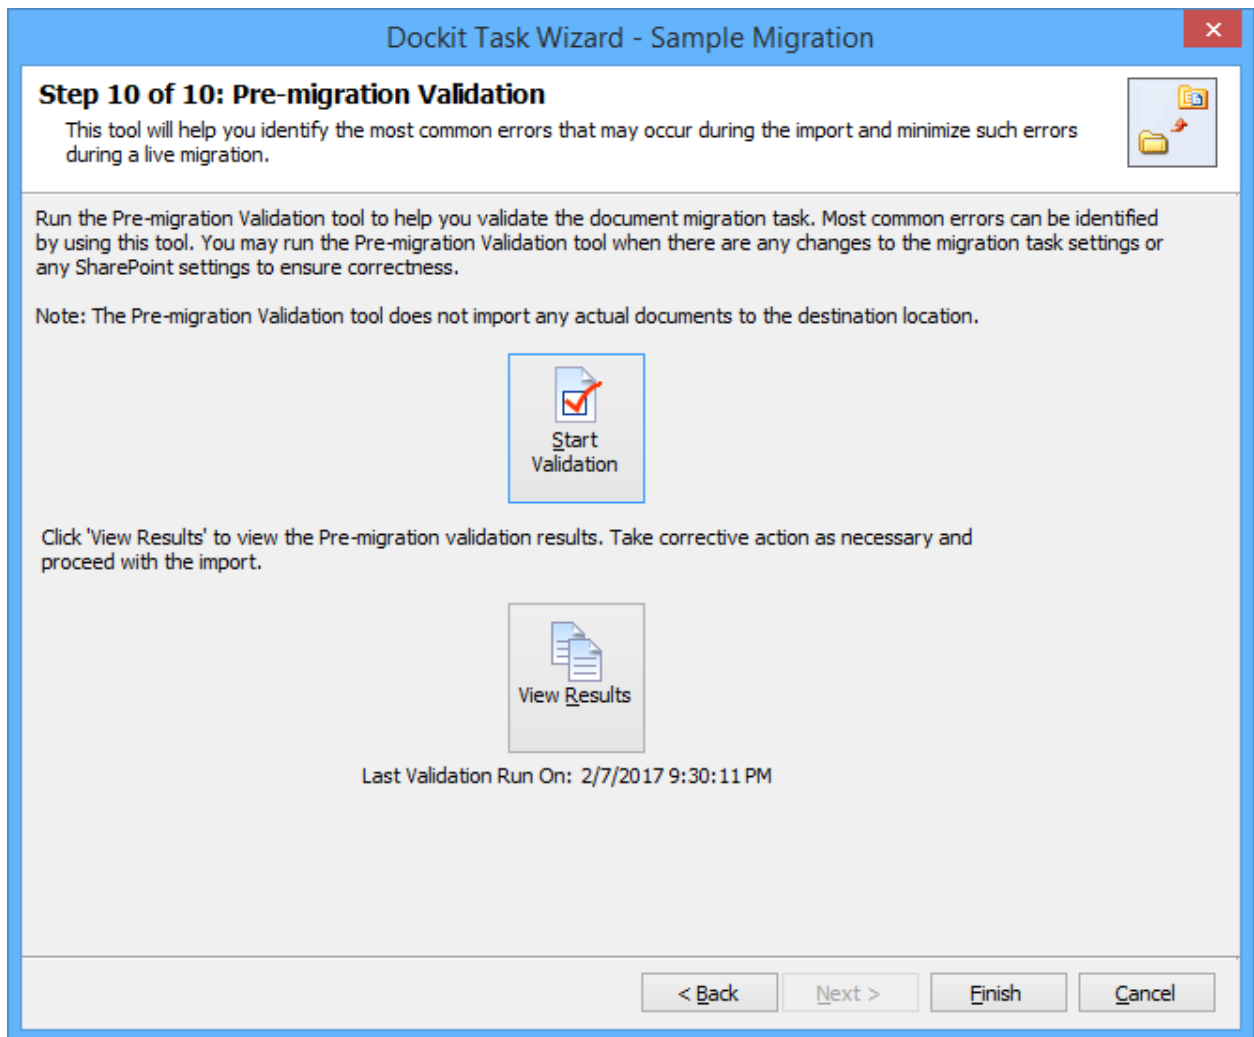 Dockit Task Wizard - Sample Migration
Step 10 of 10: Pre-migration Validation
This tool will help you identify the most common errors that may occur during the import and minimize such errors
during a live migration.
Run the Pre-migration Validation tool to help you validate the document migration task. Most common errors can be identified
by using this tool. You may run the Pre-migration Validation tool when there are any changes to the migration task settings or
any SharePoint settings to ensure correctness.
Note: The Pre-migration Validation tool does not import any actual documents to the destination location.
Start
Validation
Click 'View Results' to view the Pre-migration validation results. Take corrective action as necessary and
proceed with the import.
View Results
Last Validation Run On: 2/7/2017 9:30:11 PM
< Back Next > Finish Cancel